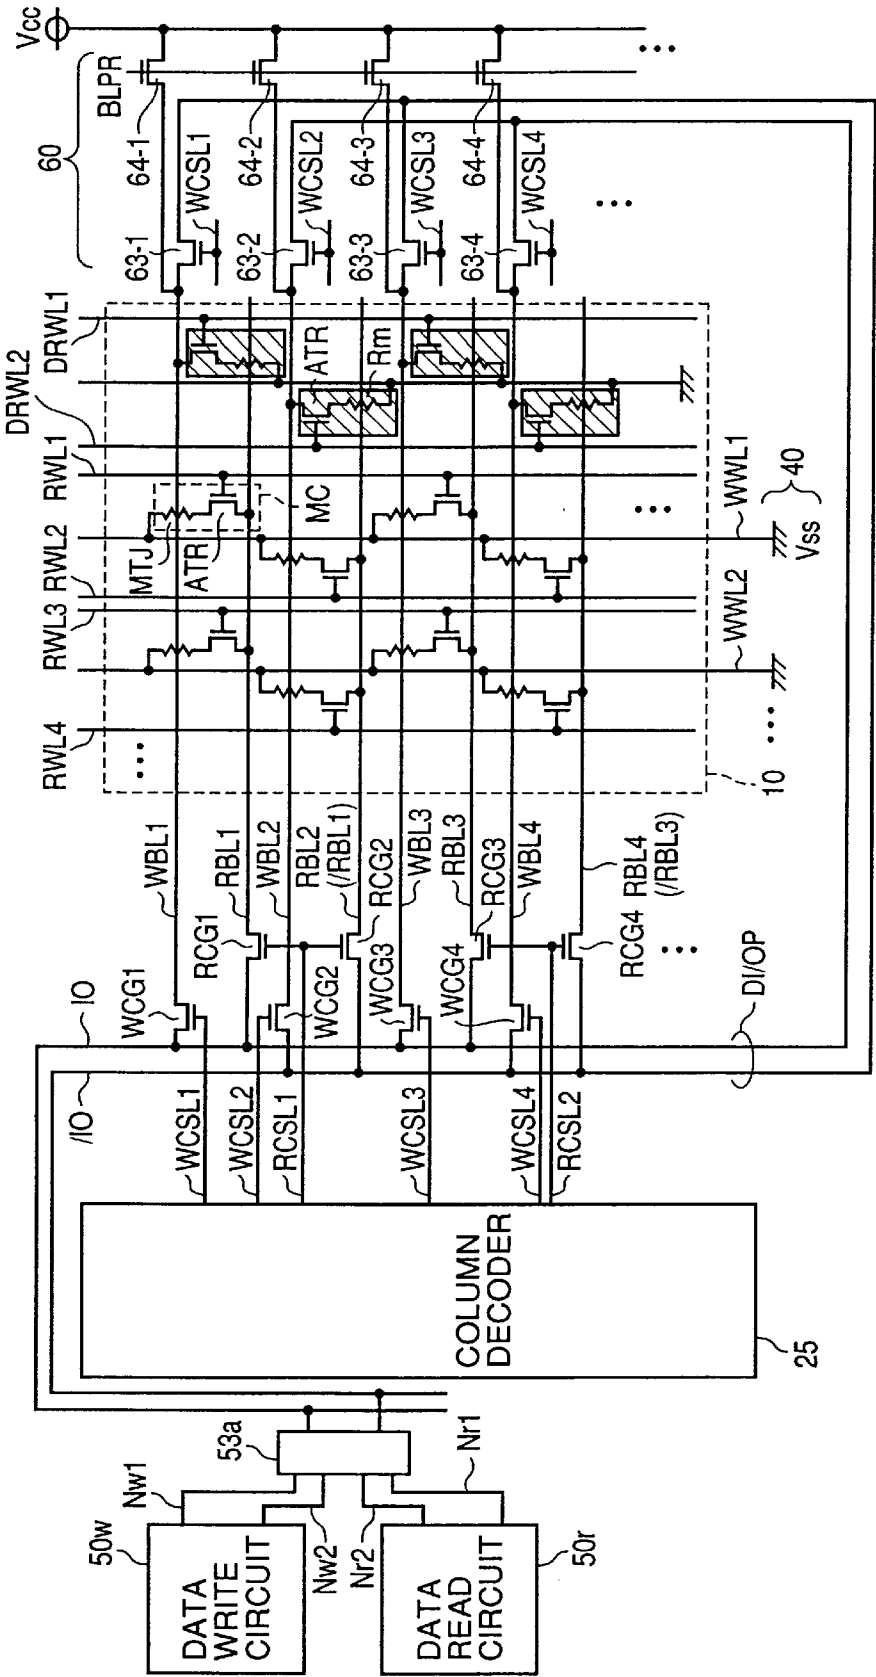 Vcc
60
BLPR
64-1
64-2
64-3
64-4
WCSL1
WCSL2
WCSL3
WCSL4
63-1
63-2
63-3
63-4
DRWL1
DRWL2
ATR
Rm
RWL1
RWL2
RWL3
RWL4
MTJ
ATR
MC
WWL1
WWL2
40
Vss
10
WBL1
RBL1
WBL2
RBL2
(/RBL1)
WBL3
RBL3
WBL4
RBL4
(/RBL3)
RCG1
RCG2
RCG3
RCG4
WCG1
WCG2
WCG3
WCG4
IO
/IO
DI/OP
WCSL1
WCSL2
RCSL1
WCSL3
WCSL4
RCSL2
COLUMN
DECODER
25
53a
Nw1
Nw2
Nr2
Nr1
50w
DATA
WRITE
CIRCUIT
DATA
READ
CIRCUIT
50r